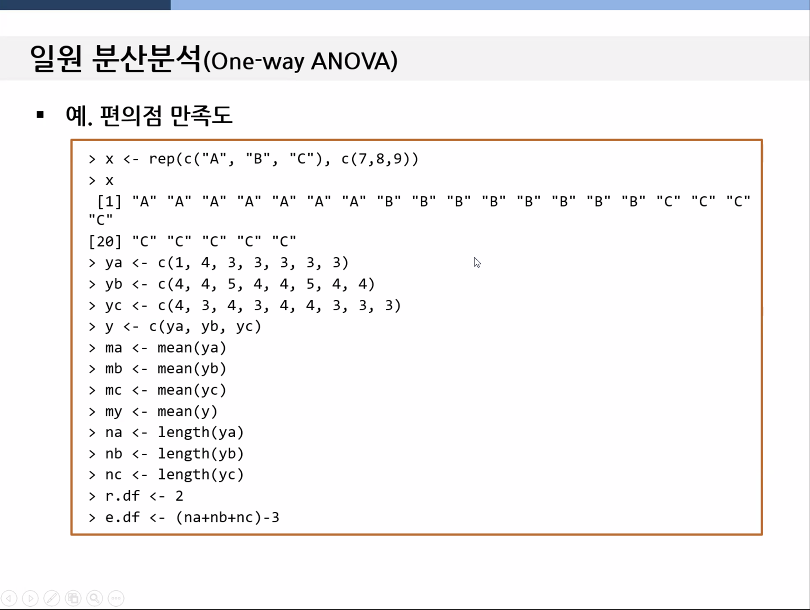 일원 분산분석(One-way ANOVA)
▪ 예. 편의점 만족도
> x <- rep(c("A", "B", "C"), c(7,8,9))
> x
[1] "A" "A" "A" "A" "A" "A" "A" "B" "B" "B" "B" "B" "B" "B" "B" "C" "C" "C"
"C"
[20] "C" "C" "C" "C" "C"
> ya <- c(1, 4, 3, 3, 3, 3, 3)
> yb <- c(4, 4, 5, 4, 4, 5, 4, 4)
> yc <- c(4, 3, 4, 3, 4, 4, 3, 3, 3)
> y <- c(ya, yb, yc)
> ma <- mean(ya)
> mb <- mean(yb)
> mc <- mean(yc)
> my <- mean(y)
> na <- length(ya)
> nb <- length(yb)
> nc <- length(yc)
> r.df <- 2
> e.df <- (na+nb+nc)-3